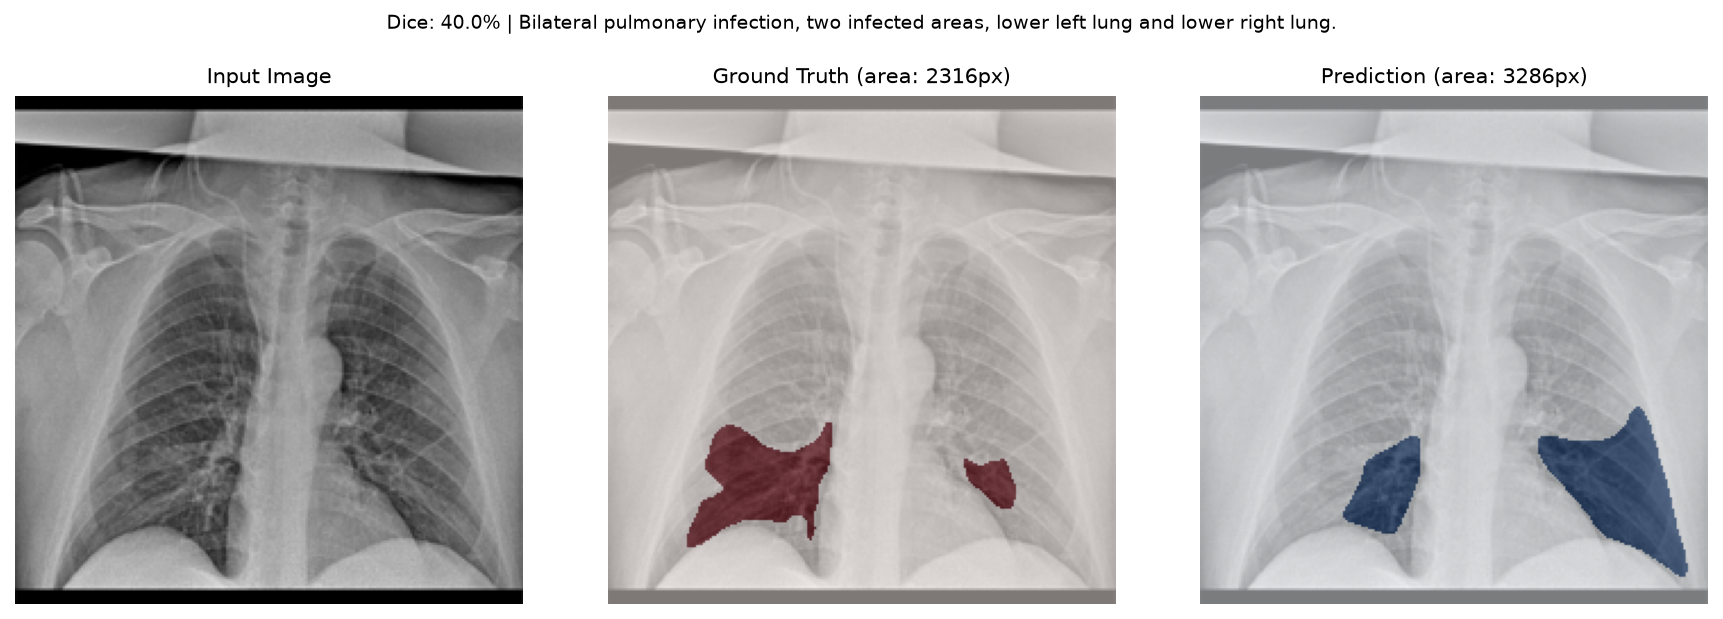 Dice: 40.0% | Bilateral pulmonary infection, two infected areas, lower left lung and lower right lung.
Input Image
Ground Truth (area: 2316px)
Prediction (area: 3286px)